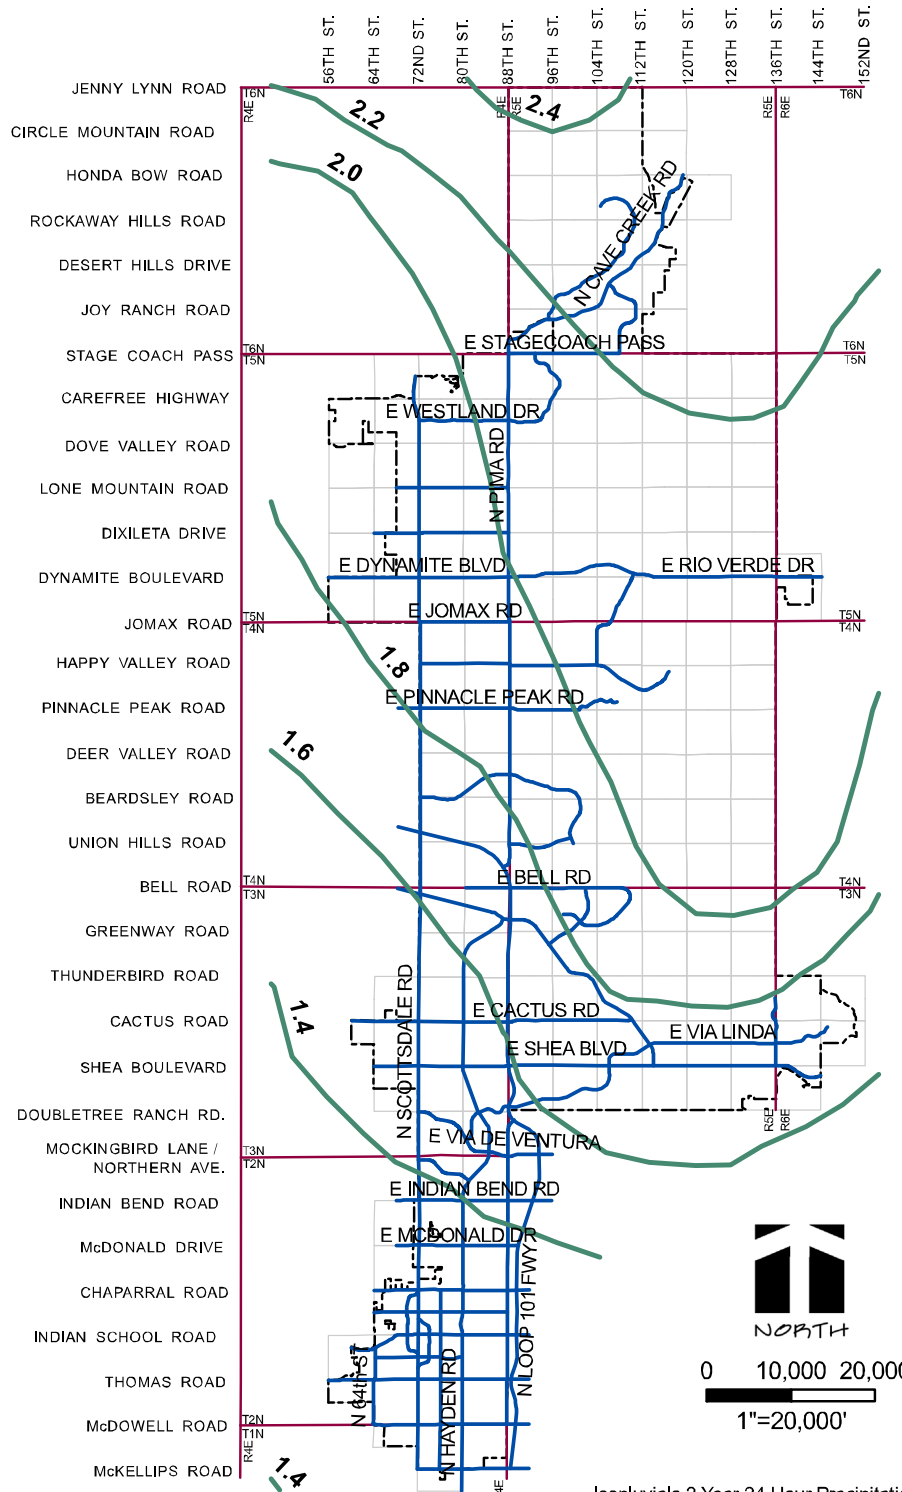 56TH ST.
64TH ST.
72ND ST.
80TH ST.
88TH ST.
96TH ST.
104TH ST.
112TH ST.
120TH ST.
128TH ST.
136TH ST.
144TH ST.
152ND ST.
JENNY LYNN ROAD
T6N
T6N
R4E
R4E
R5E
R5E
R6E
2.4
2.2
CIRCLE MOUNTAIN ROAD
2.0
HONDA BOW ROAD
ROCKAWAY HILLS ROAD
N CAVE CREEK RD
DESERT HILLS DRIVE
JOY RANCH ROAD
E STAGECOACH PASS
STAGE COACH PASS
T6N
T5N
T6N
T5N
CAREFREE HIGHWAY
E WESTLAND DR
DOVE VALLEY ROAD
N PIMA RD
LONE MOUNTAIN ROAD
DIXILETA DRIVE
E DYNAMITE BLVD
E RIO VERDE DR
DYNAMITE BOULEVARD
E JOMAX RD
JOMAX ROAD
T5N
T4N
T5N
T4N
1.8
HAPPY VALLEY ROAD
E PINNACLE PEAK RD
PINNACLE PEAK ROAD
1.6
DEER VALLEY ROAD
BEARDSLEY ROAD
UNION HILLS ROAD
E BELL RD
BELL ROAD
T4N
T3N
T4N
T3N
GREENWAY ROAD
THUNDERBIRD ROAD
N SCOTTSDALE RD
1.4
E CACTUS RD
CACTUS ROAD
E VIA LINDA
E SHEA BLVD
SHEA BOULEVARD
DOUBLETREE RANCH RD.
R5E
R6E
E VIA DE VENTURA
MOCKINGBIRD LANE /
NORTHERN AVE.
T3N
T2N
E INDIAN BEND RD
INDIAN BEND ROAD
E MCDONALD DR
McDONALD DRIVE
N LOOP 101 FWY
CHAPARRAL ROAD
INDIAN SCHOOL ROAD
N 64th ST
N HAYDEN RD
THOMAS ROAD
McDOWELL ROAD
T2N
T1N
R4E
McKELLIPS ROAD
1.4
4E
NORTH
0 10,000 20,00
1"=20,000'